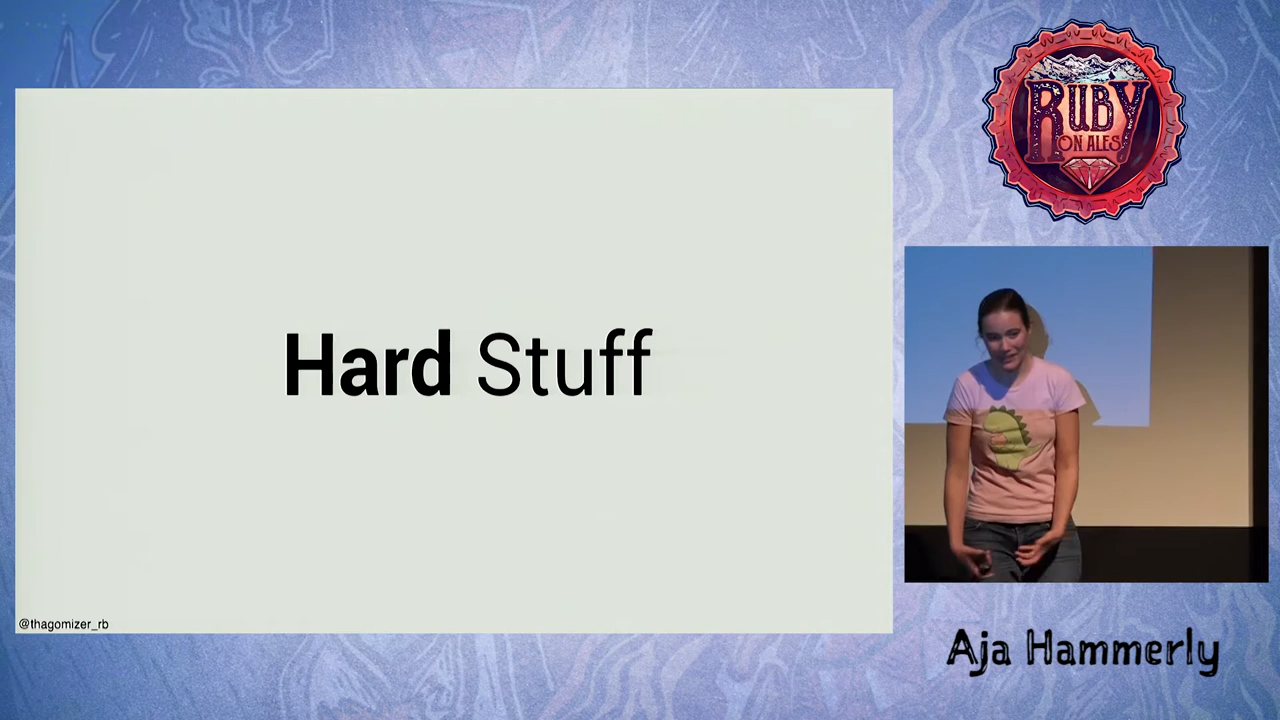 RUBY
ON ALES
Hard Stuff
@thagomizer_rb
Aja Hammerly